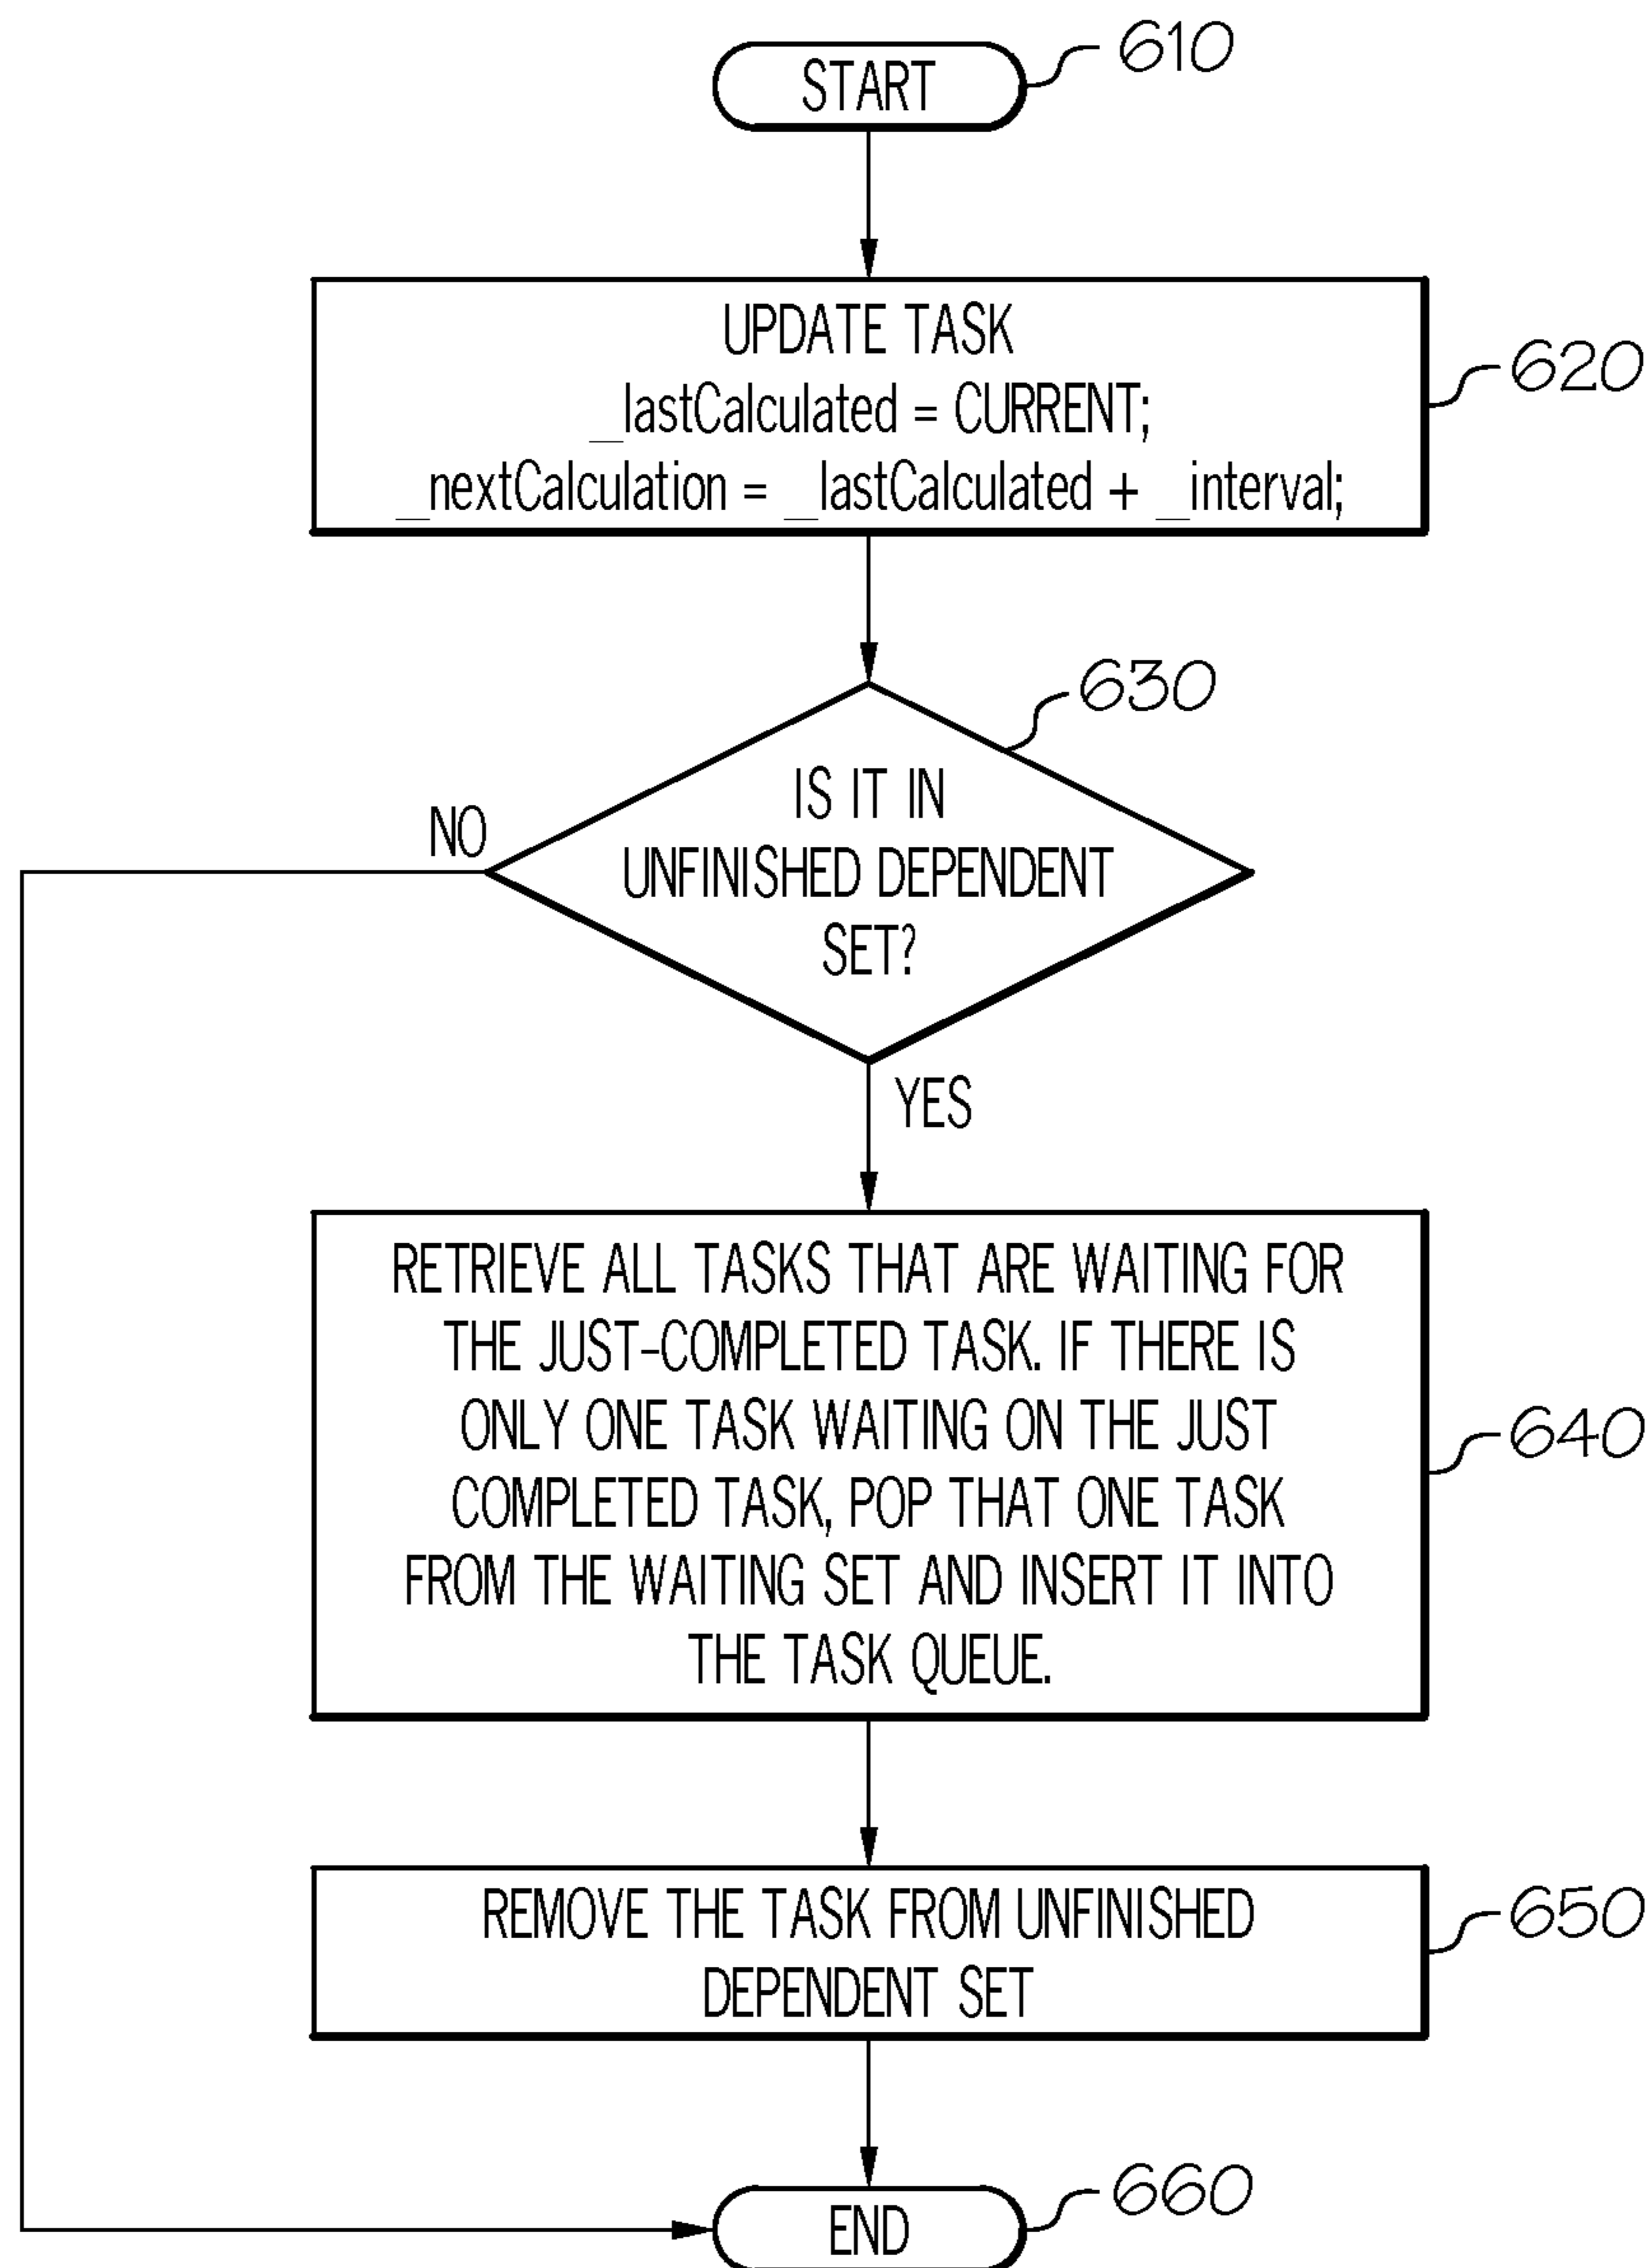 START
610
UPDATE TASK
_lastCalculated = CURRENT;
_nextCalculation = _lastCalculated + _interval;
620
630
IS IT IN
UNFINISHED DEPENDENT
SET?
NO
YES
RETRIEVE ALL TASKS THAT ARE WAITING FOR
THE JUST-COMPLETED TASK. IF THERE IS
ONLY ONE TASK WAITING ON THE JUST
COMPLETED TASK, POP THAT ONE TASK
FROM THE WAITING SET AND INSERT IT INTO
THE TASK QUEUE.
640
REMOVE THE TASK FROM UNFINISHED
DEPENDENT SET
650
END
660